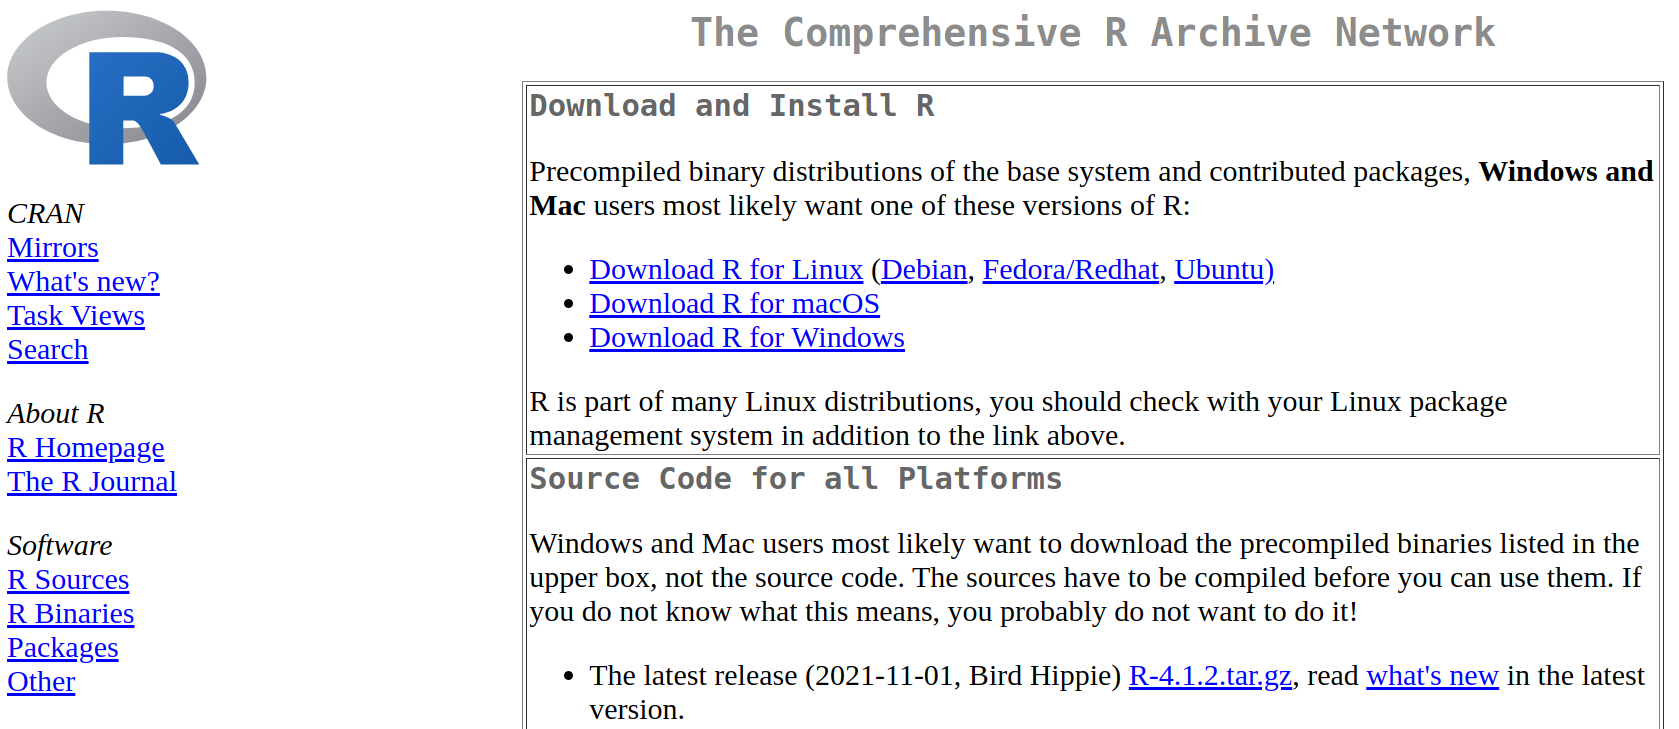 R
CRAN
Mirrors
What's new?
Task Views
Search
About R
R Homepage
The R Journal
Software
R Sources
R Binaries
Packages
Other
The Comprehensive R Archive Network
Download and Install R
Precompiled binary distributions of the base system and contributed packages, Windows and
Mac users most likely want one of these versions of R:
• Download R for Linux (Debian, Fedora/Redhat, Ubuntu)
• Download R for macOS
• Download R for Windows
R is part of many Linux distributions, you should check with your Linux package
management system in addition to the link above.
Source Code for all Platforms
Windows and Mac users most likely want to download the precompiled binaries listed in the
upper box, not the source code. The sources have to be compiled before you can use them. If
you do not know what this means, you probably do not want to do it!
• The latest release (2021-11-01, Bird Hippie) R-4.1.2.tar.gz, read what's new in the latest
version.